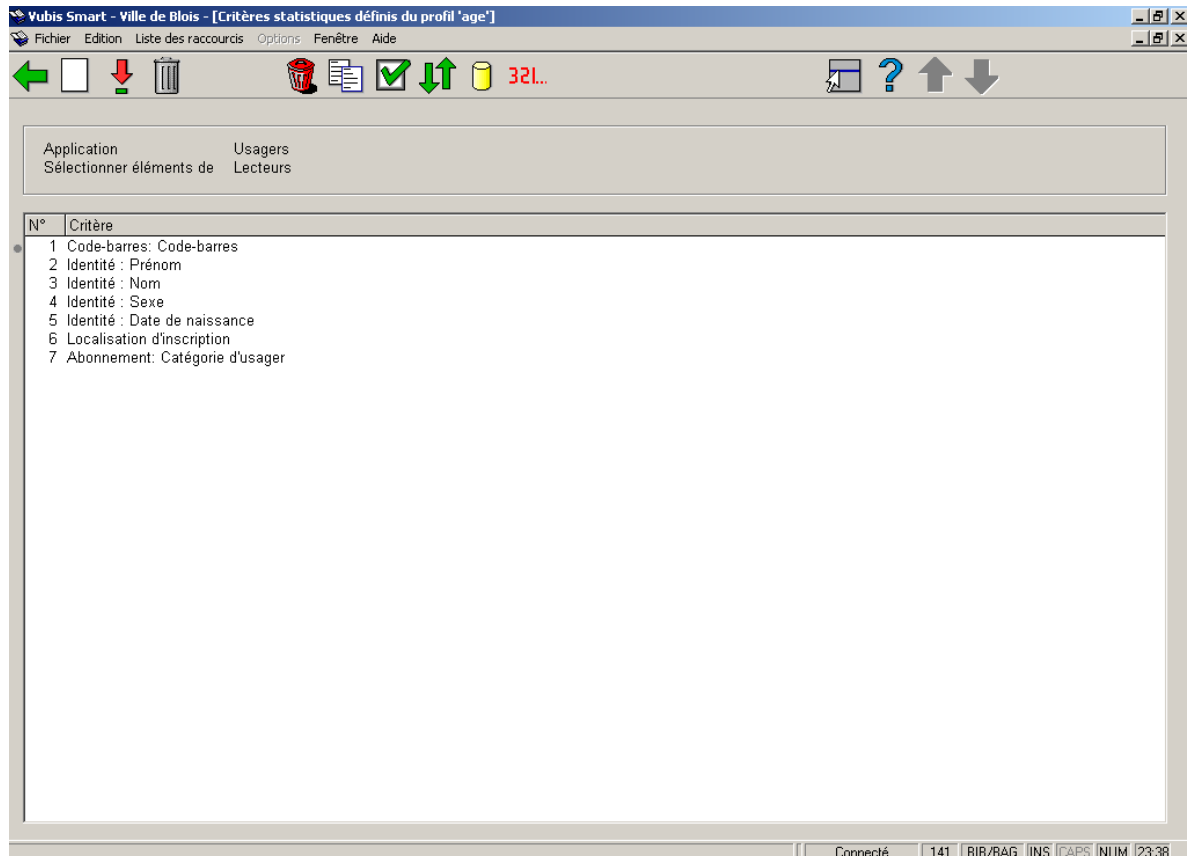 Vubis Smart - Ville de Blois - [Critères statistiques définis du profil 'age']
Fichier Edition Liste des raccourcis Options Fenêtre Aide
321...
Application Usagers
Sélectionner éléments de Lecteurs
N° Critère
1 Code-barres: Code-barres
2 Identité : Prénom
3 Identité : Nom
4 Identité : Sexe
5 Identité : Date de naissance
6 Localisation d'inscription
7 Abonnement: Catégorie d'usager
Connecté 141 BIB/BAG INS CAPS NUM 23:38